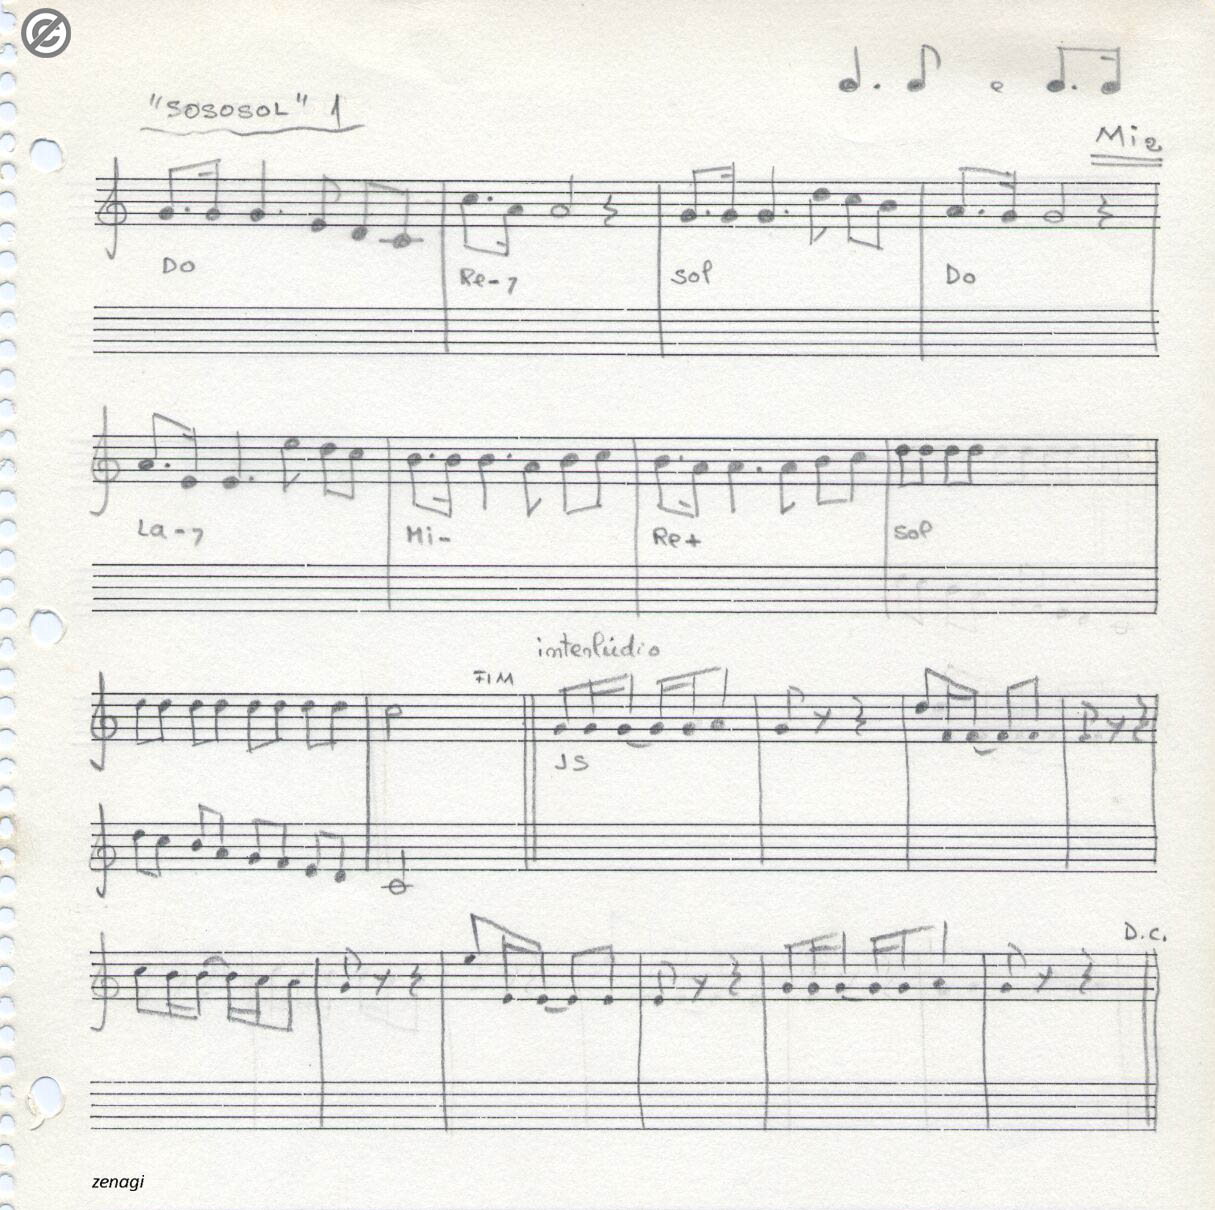 "SOSOSOL" 1
e
Mi2
Do Re-7 Sol Do
La-7 Mi- Re+ Sol
interlúdio
FIM
JS
D.C.
zenagi